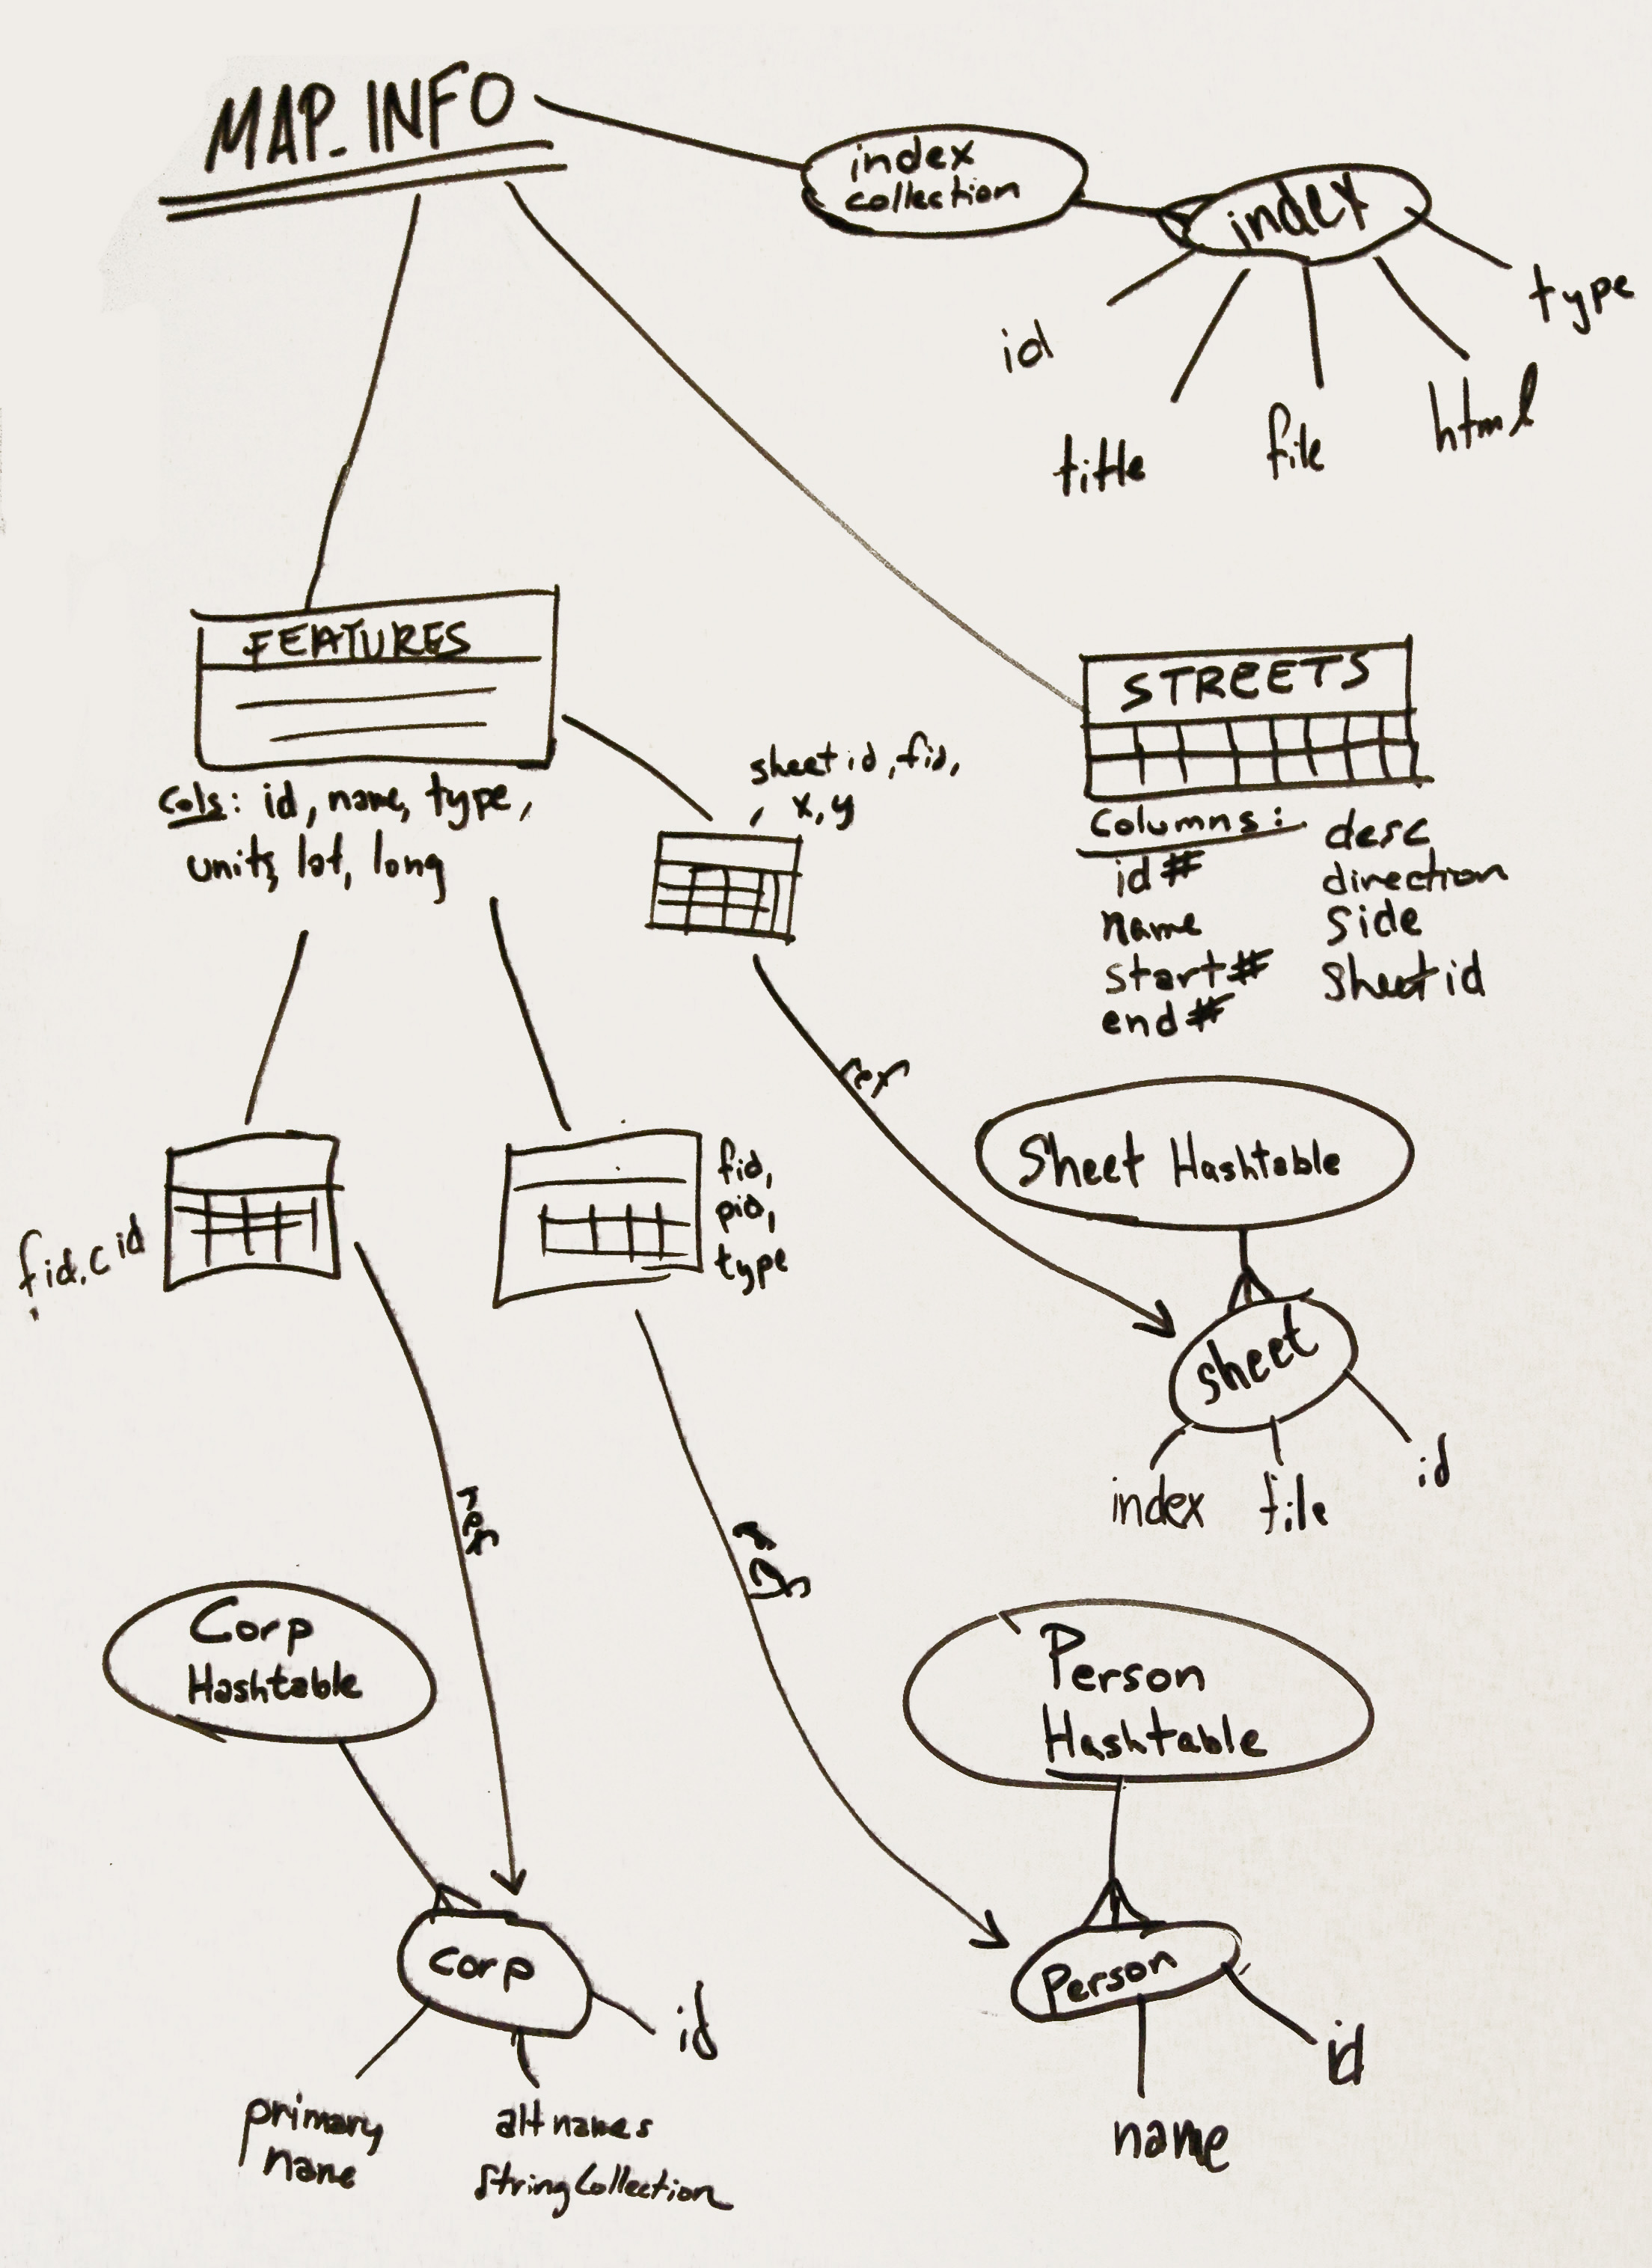 MAP_INFO
index
collection
index
id
title
file
html
type
FEATURES
Cols: id, name, type,
units, lat, long
sheet id, fid,
x, y
STREETS
Columns:
id#
name
start#
end#
desc
direction
side
sheet id
ref
fid, cid
fid,
pid,
type
Sheet Hashtable
sheet
index
file
id
ref
ref
Corp
Hashtable
Person
Hashtable
corp
id
primary
name
alt names
StringCollection
Person
id
name